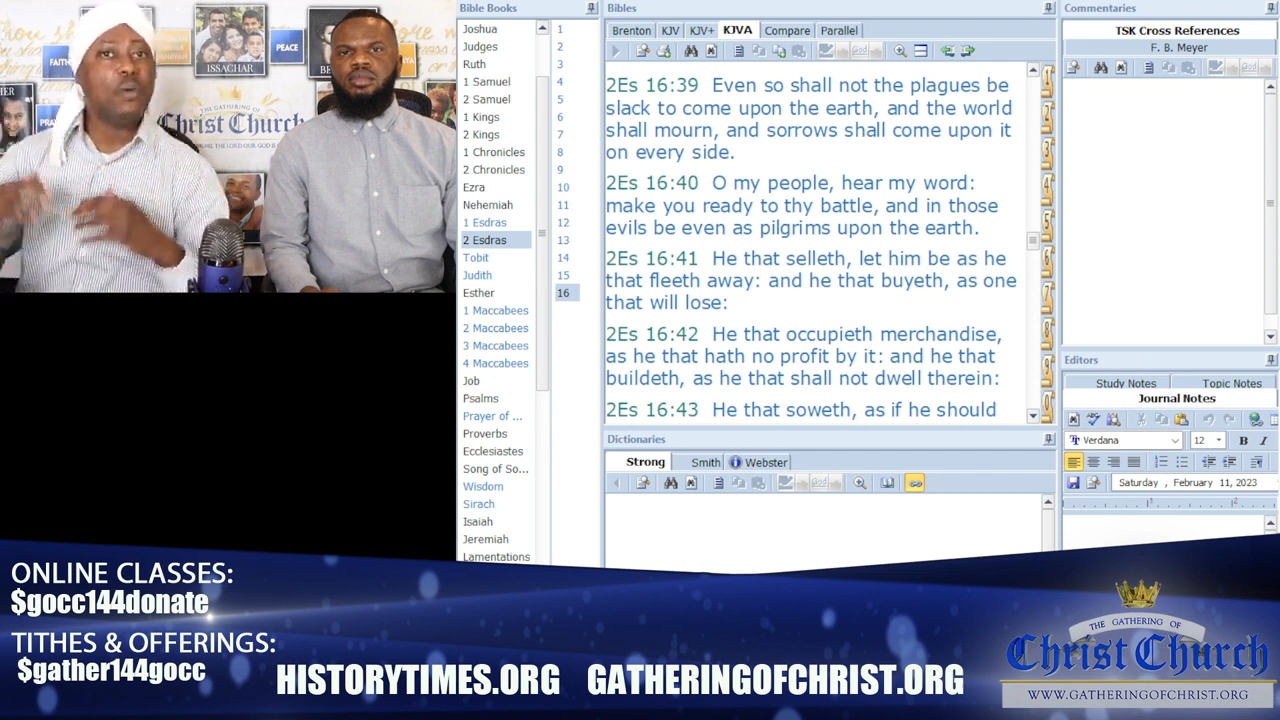 ISSACHAR
PEACE
FAITH
THE GATHERING OF
Christ Church
Bible Books
Joshua
Judges
Ruth
1 Samuel
2 Samuel
1 Kings
2 Kings
1 Chronicles
2 Chronicles
Ezra
Nehemiah
1 Esdras
2 Esdras
Tobit
Judith
Esther
1 Maccabees
2 Maccabees
3 Maccabees
4 Maccabees
Job
Psalms
Prayer of ...
Proverbs
Ecclesiastes
Song of So...
Wisdom
Sirach
Isaiah
Jeremiah
Lamentations
1
2
3
4
5
6
7
8
9
10
11
12
13
14
15
16
Bibles
Brenton KJV KJV+ KJVA Compare Parallel
2Es 16:39 Even so shall not the plagues be
slack to come upon the earth, and the world
shall mourn, and sorrows shall come upon it
on every side.
2Es 16:40 O my people, hear my word:
make you ready to thy battle, and in those
evils be even as pilgrims upon the earth.
2Es 16:41 He that selleth, let him be as he
that fleeth away: and he that buyeth, as one
that will lose:
2Es 16:42 He that occupieth merchandise,
as he that hath no profit by it: and he that
buildeth, as he that shall not dwell therein:
2Es 16:43 He that soweth, as if he should
Dictionaries
Strong Smith Webster
Commentaries
TSK Cross References
F. B. Meyer
Editors
Study Notes Topic Notes
Journal Notes
Verdana 12 B I
Saturday , February 11, 2023
1 2
ONLINE CLASSES:
$gocc144donate
TITHES & OFFERINGS:
$gather144gocc
HISTORYTIMES.ORG GATHERINGOFCHRIST.ORG
THE GATHERING OF
Christ Church
WWW.GATHERINGOFCHRIST.ORG